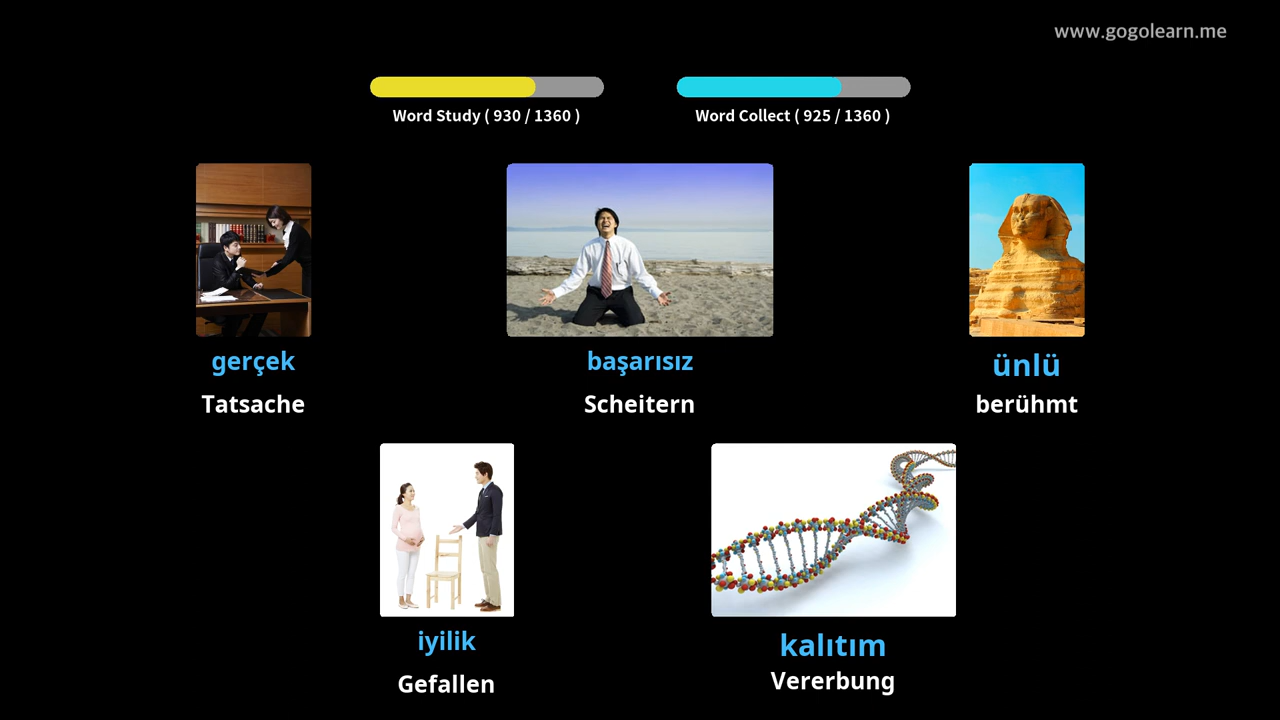 www.gogolearn.me
Word Study ( 930 / 1360 )
Word Collect ( 925 / 1360 )
gerçek
başarısız
ünlü
Tatsache
Scheitern
berühmt
iyilik
kalıtım
Gefallen
Vererbung